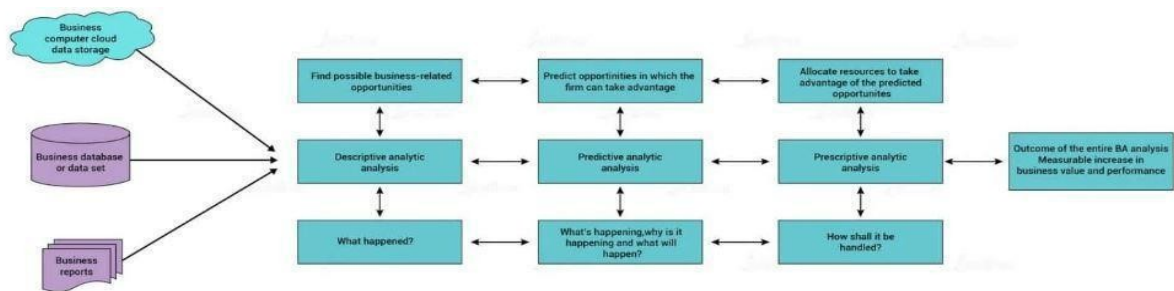 Business
computer cloud
data storage
Find possible business-related
opportunities
Predict opportinities in which the
firm can take advantage
Allocate resources to take
advantage of the predicted
opportunites
Business database
or data set
Descriptive analytic
analysis
Predictive analytic
analysis
Prescriptive analytic
analysis
Outcome of the entire BA analysis
Measurable increase in
business value and performance
Business
reports
What happened?
What's happening,why is it
happening and what will
happen?
How shall it be
handled?